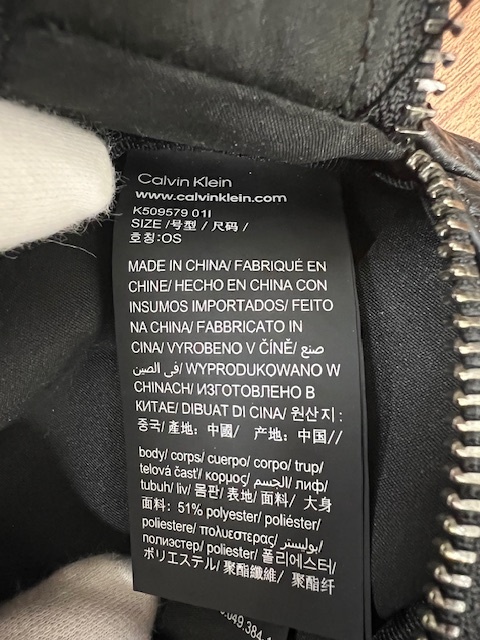 Calvin Klein
www.calvinklein.com
K509579 01I
SIZE /号型 / 尺码 /
호칭:OS
MADE IN CHINA/ FABRIQUÉ EN
CHINE/ HECHO EN CHINA CON
INSUMOS IMPORTADOS/ FEITO
NA CHINA/ FABBRICATO IN
CINA/ VYROBENO V ČÍNĚ/ صنع
في الصين/ WYPRODUKOWANO W
CHINACH/ ИЗГОТОВЛЕНО В
КИТАЕ/ DIBUAT DI CINA/ 원산지:
중국/ 產地: 中國/ 产地: 中国//
body/ corps/ cuerpo/ corpo/ trup/
telová časť/ κορμος/ الجسم/ лиф/
tubuh/ liv/ 몸판/ 表地/ 面料/ 大身
面料: 51% polyester/ poliéster/
poliestere/ πολυεστερας/ بوليستر/
полиэстер/ poliester/ 폴리에스터/
ポリエステル/ 聚酯纖維/ 聚酯纤
.049.384-